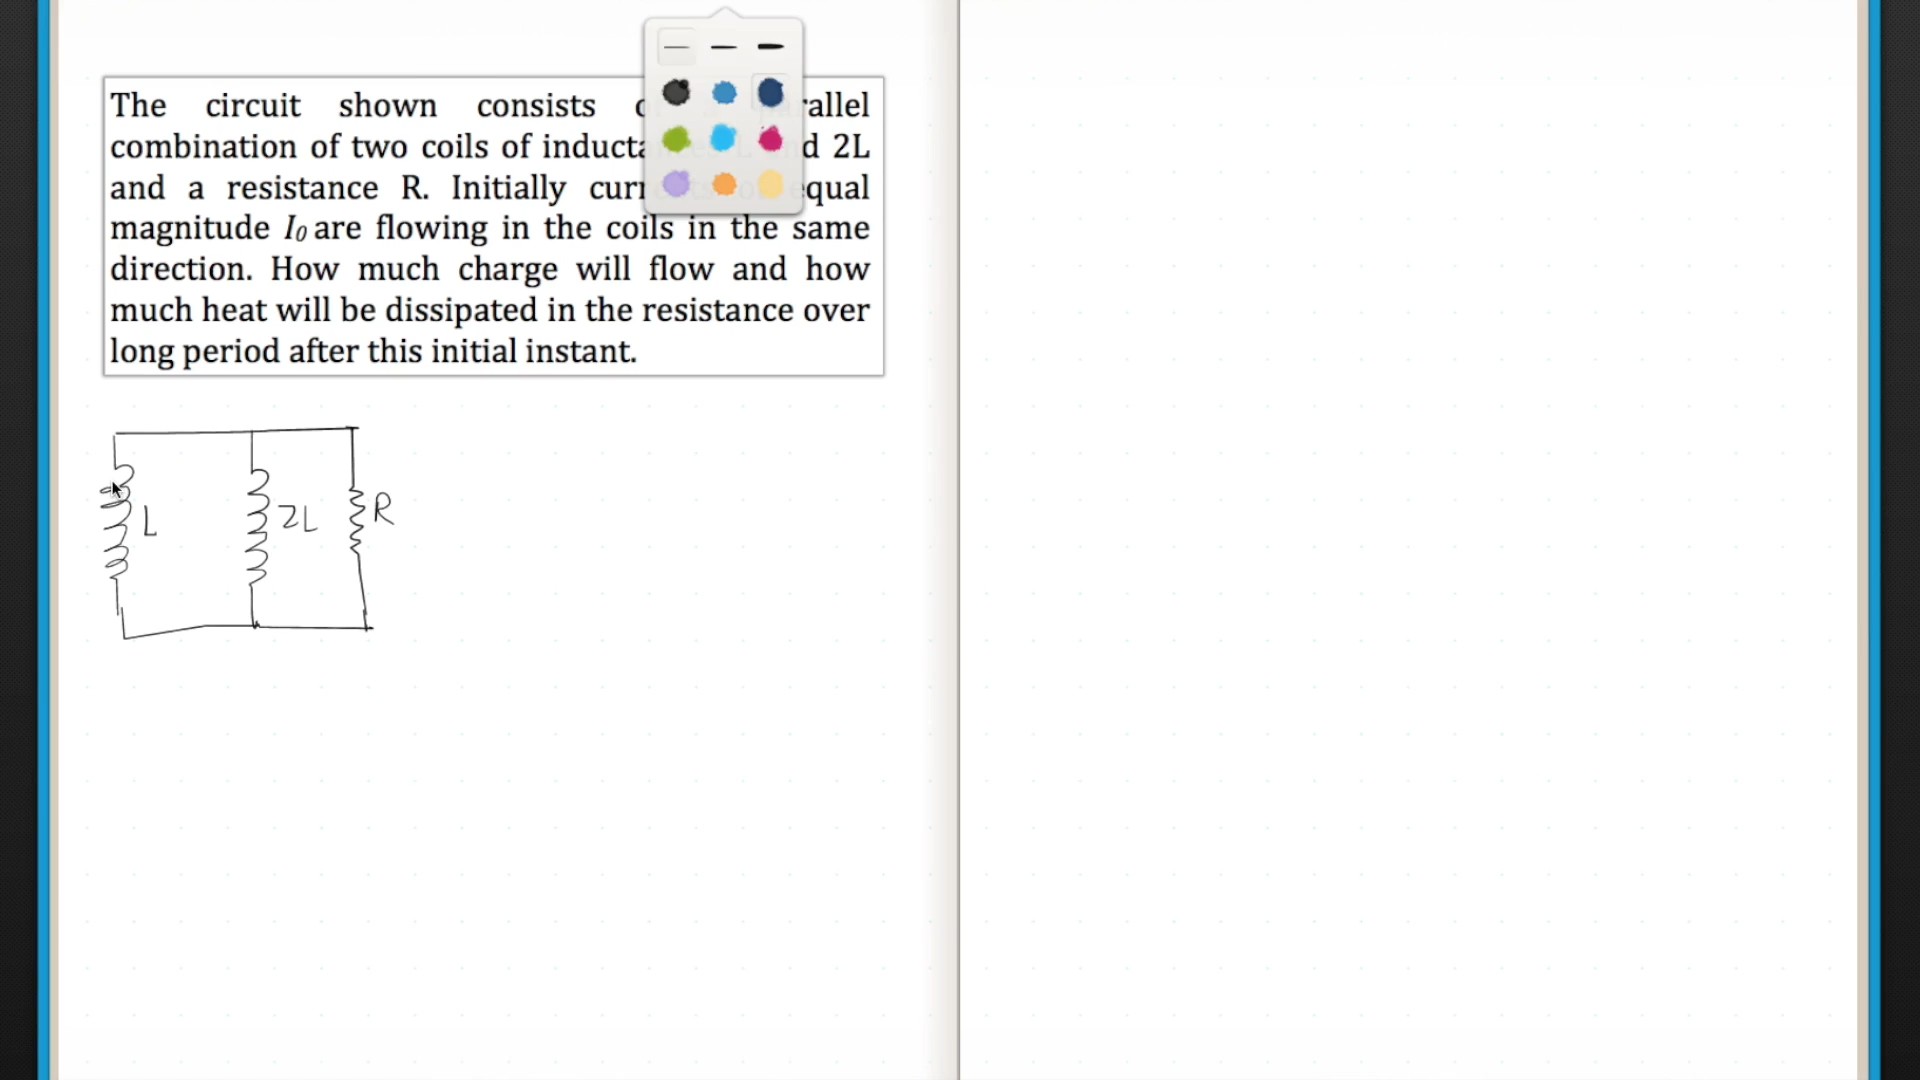 The circuit shown consists rallel
combination of two coils of inducta d 2L
and a resistance R. Initially curr equal
magnitude I₀ are flowing in the coils in the same
direction. How much charge will flow and how
much heat will be dissipated in the resistance over
long period after this initial instant.
L 2L R